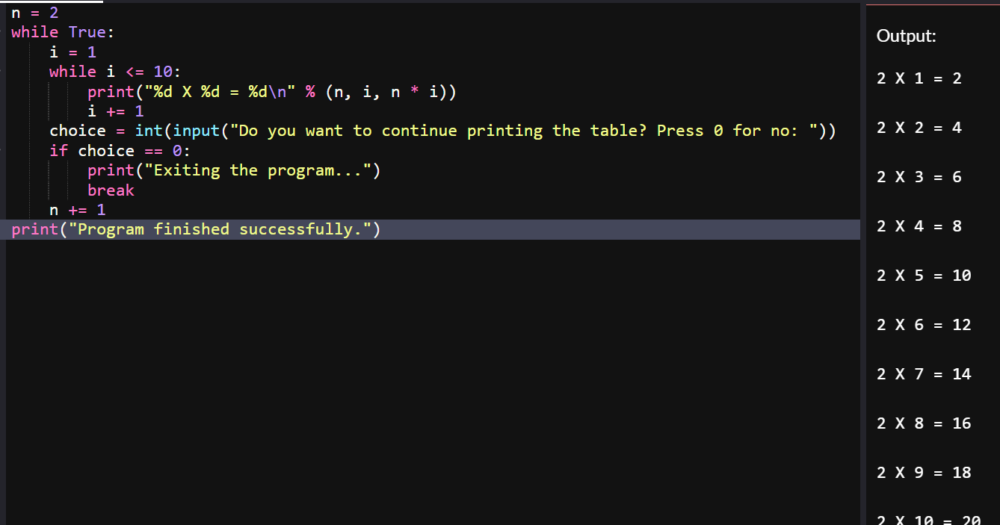 n = 2
while True:
    i = 1
    while i <= 10:
        print("%d X %d = %d\n" % (n, i, n * i))
        i += 1
    choice = int(input("Do you want to continue printing the table? Press 0 for no: "))
    if choice == 0:
        print("Exiting the program...")
        break
    n += 1
print("Program finished successfully.")
Output:
2 X 1 = 2
2 X 2 = 4
2 X 3 = 6
2 X 4 = 8
2 X 5 = 10
2 X 6 = 12
2 X 7 = 14
2 X 8 = 16
2 X 9 = 18
2 X 10 = 20